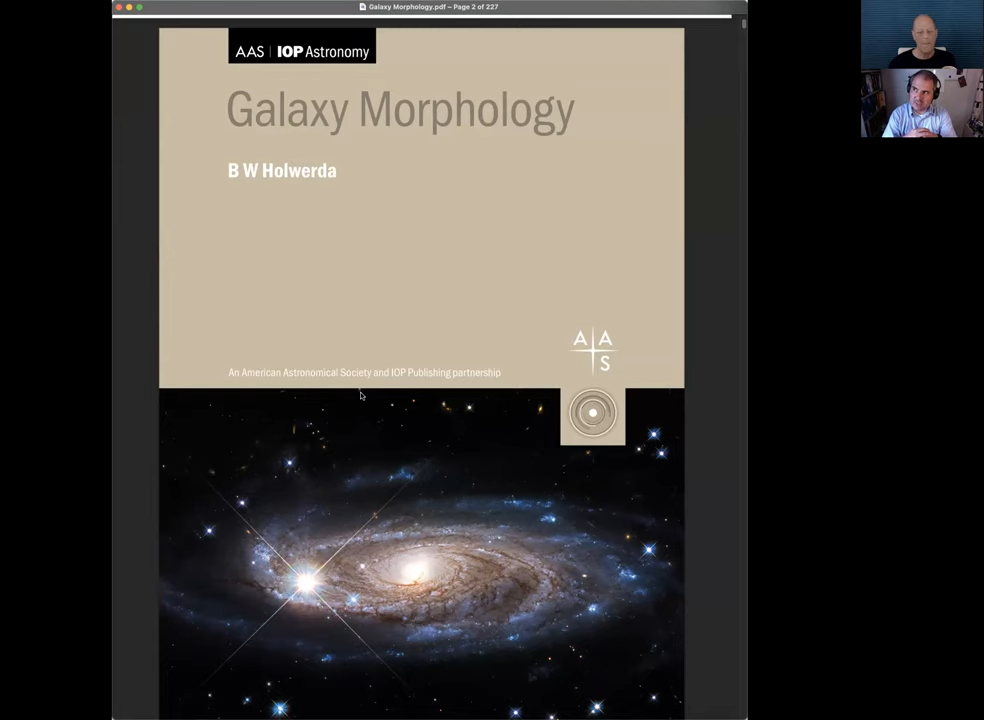 Galaxy Morphology.pdf – Page 2 of 227
AAS | IOP Astronomy
Galaxy Morphology
B W Holwerda
A A
S
An American Astronomical Society and IOP Publishing partnership